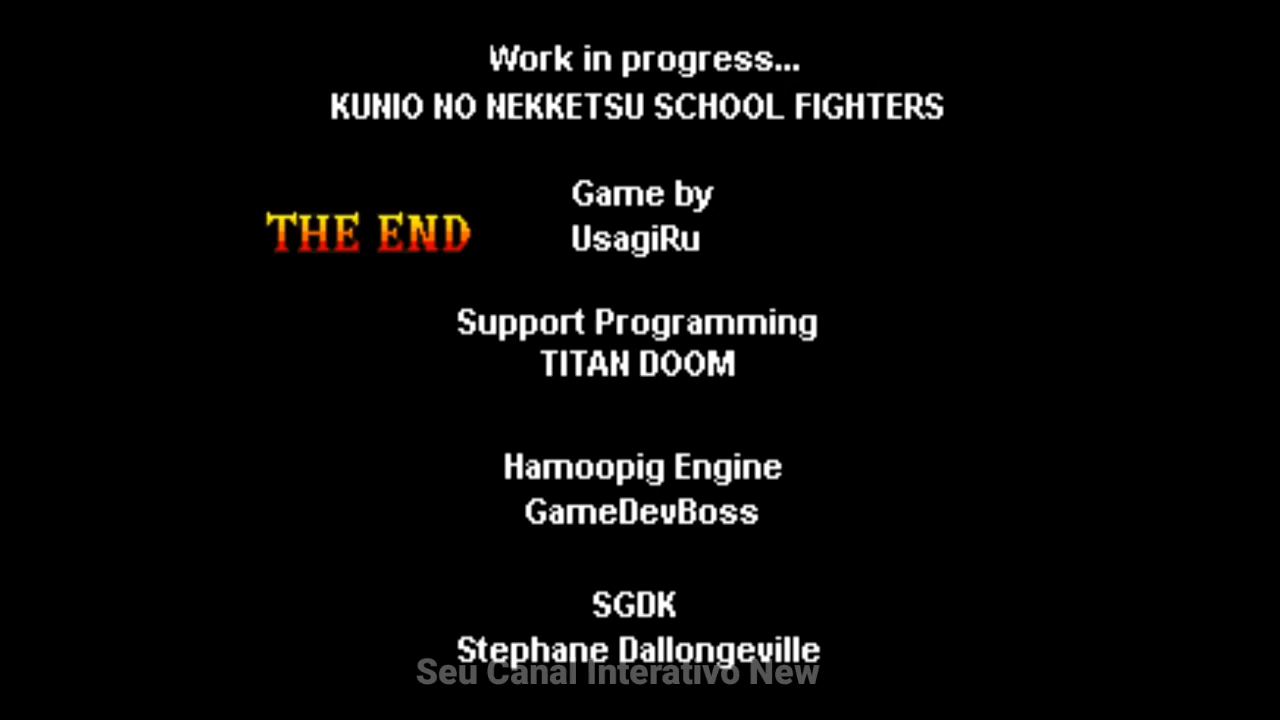 Work in progress...
KUNIO NO NEKKETSU SCHOOL FIGHTERS
Game by
THE END
UsagiRu
Support Programming
TITAN DOOM
Hamoopig Engine
GameDevBoss
SGDK
Stephane Dallongeville
Seu Canal Interativo New